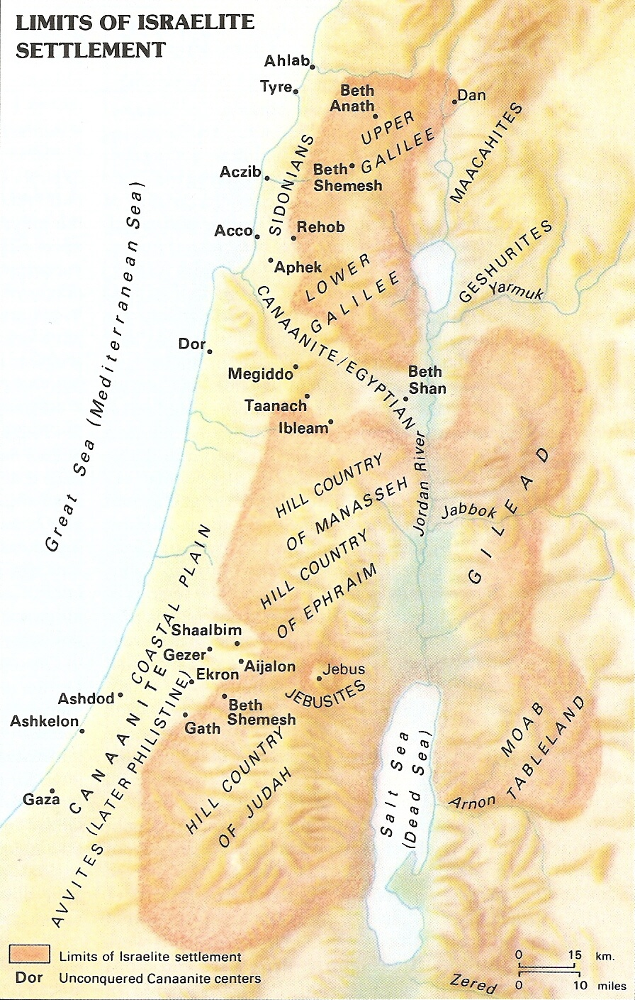 LIMITS OF ISRAELITE
SETTLEMENT
Ahlab
Tyre
Beth
Anath
Dan
UPPER
GALILEE
MAACAHITES
SIDONIANS
Aczib
Beth
Shemesh
Great Sea (Mediterranean Sea)
Acco
Rehob
Aphek
LOWER
GALILEE
GESHURITES
Yarmuk
CANAANITE/EGYPTIAN
Dor
Megiddo
Beth
Shan
Taanach
Ibleam
Jordan River
HILL COUNTRY
OF MANASSEH
Jabbok
GILEAD
HILL COUNTRY
OF EPHRAIM
COASTAL PLAIN
CANAANITE
Shaalbim
Gezer
Aijalon
Ekron
Jebus
JEBUSITES
Ashdod
Beth
Shemesh
Ashkelon
Gath
MOAB
TABLELAND
HILL COUNTRY
OF JUDAH
Salt Sea
(Dead Sea)
Arnon
Gaza
AVVITES (LATER PHILISTINE)
Limits of Israelite settlement
Dor Unconquered Canaanite centers
0 15 km.
0 10 miles
Zered